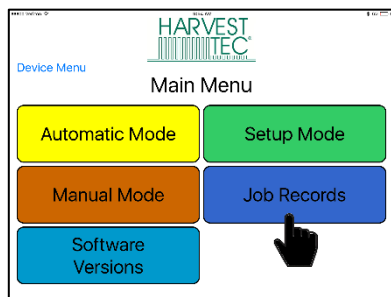 HARVEST
TEC
Device Menu
Main Menu
Automatic Mode
Setup Mode
Manual Mode
Job Records
Software
Versions